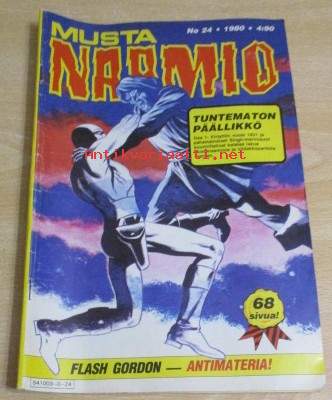 No 24 • 1980 • 4:90
MUSTA
NAAMIO
TUNTEMATON
PÄÄLLIKKÖ
antikvariaatti.net
68
sivua!
FLASH GORDON — ANTIMATERIA!